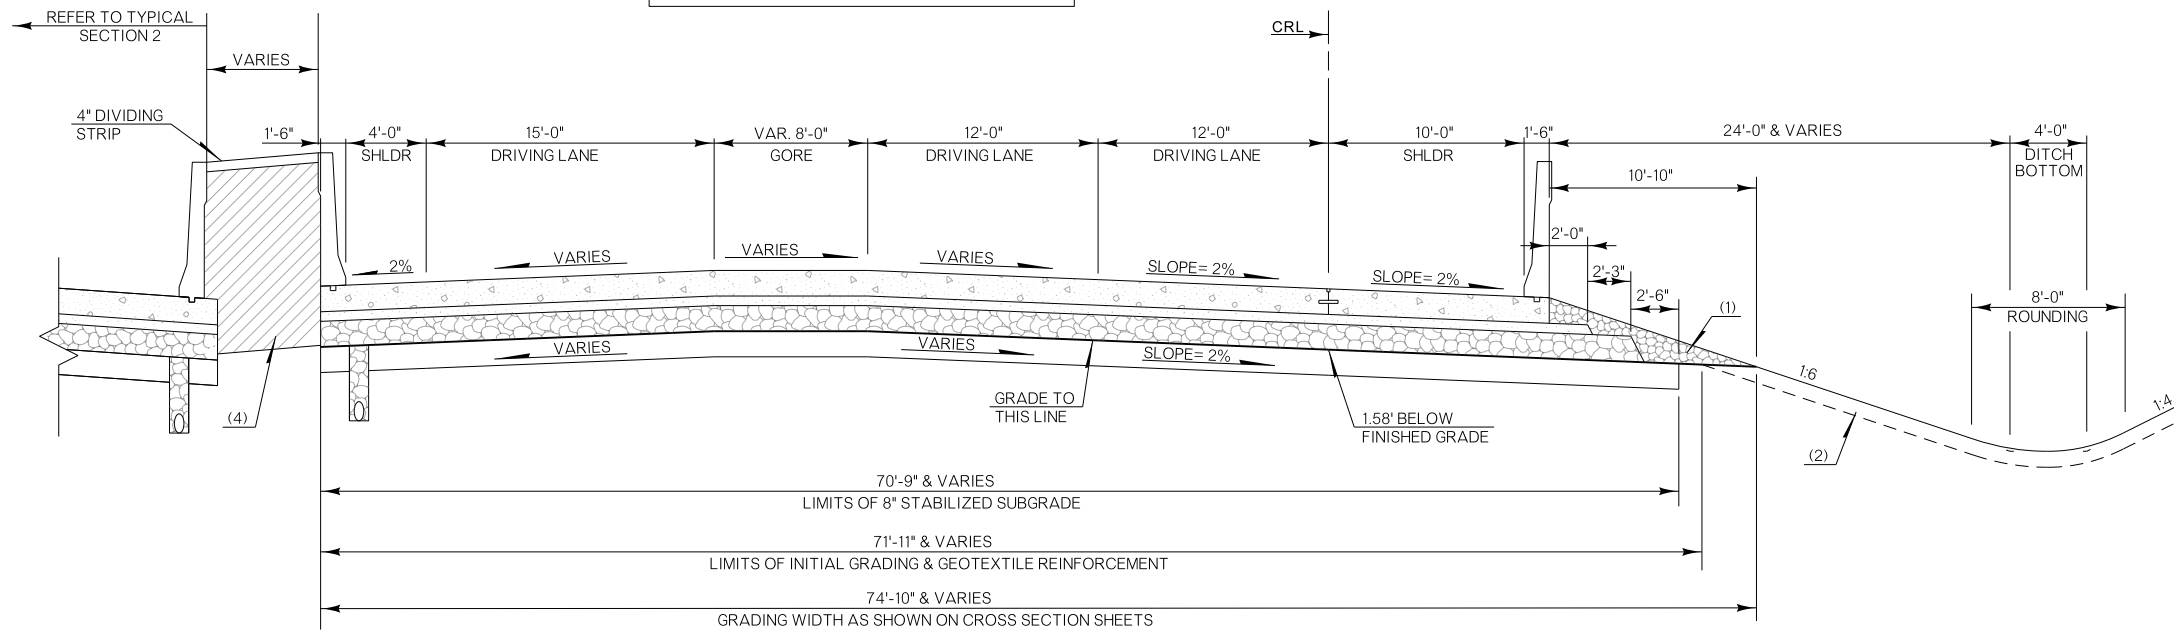 REFER TO TYPICAL
SECTION 2
CRL
VARIES
4" DIVIDING
STRIP
1'-6"
4'-0"
SHLDR
15'-0"
DRIVING LANE
VAR. 8'-0"
GORE
12'-0"
DRIVING LANE
12'-0"
DRIVING LANE
10'-0"
SHLDR
1'-6"
24'-0" & VARIES
4'-0"
DITCH
BOTTOM
10'-10"
2'-0"
2'-3"
2'-6"
(1)
8'-0"
ROUNDING
2%
VARIES
VARIES
VARIES
SLOPE= 2%
SLOPE= 2%
VARIES
VARIES
SLOPE= 2%
(4)
GRADE TO
THIS LINE
1.58' BELOW
FINISHED GRADE
1:6
1:4
(2)
70'-9" & VARIES
LIMITS OF 8" STABILIZED SUBGRADE
71'-11" & VARIES
LIMITS OF INITIAL GRADING & GEOTEXTILE REINFORCEMENT
74'-10" & VARIES
GRADING WIDTH AS SHOWN ON CROSS SECTION SHEETS